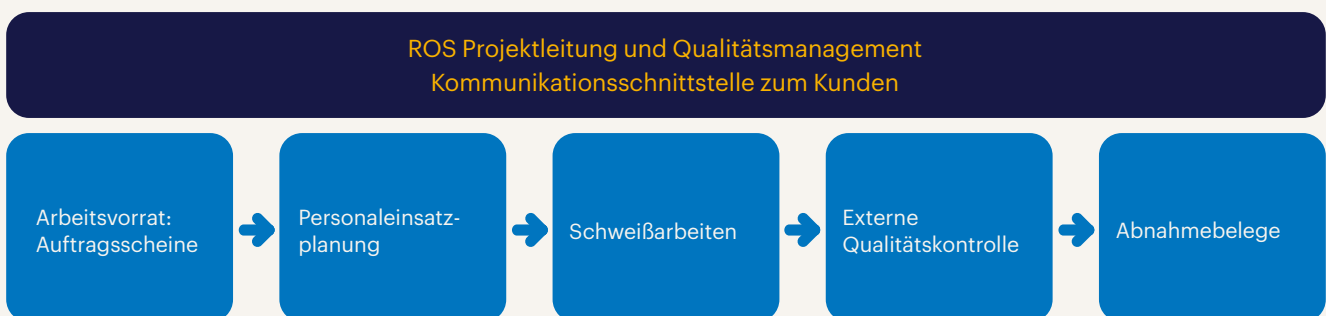 ROS Projektleitung und Qualitätsmanagement
Kommunikationsschnittstelle zum Kunden
Arbeitsvorrat:
Auftragsscheine
Personaleinsatz-
planung
Schweißarbeiten
Externe
Qualitätskontrolle
Abnahmebelege